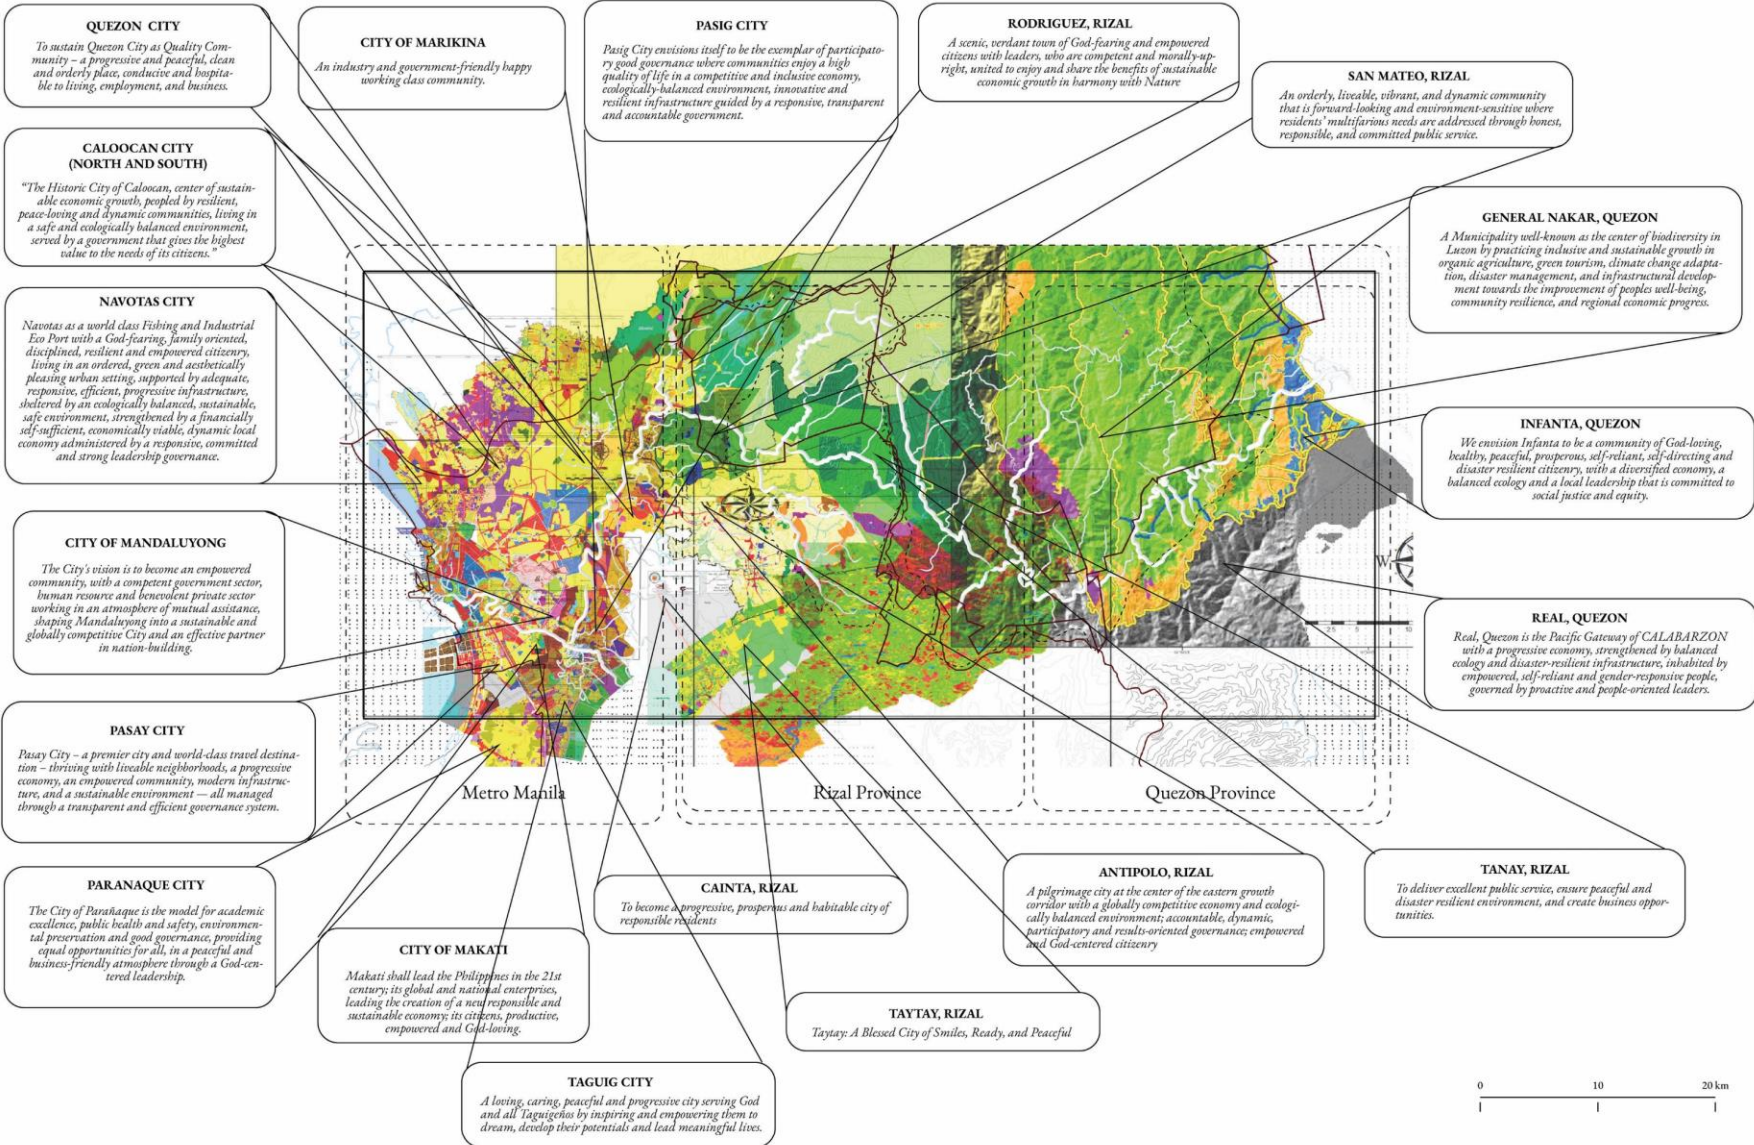 QUEZON CITY
To sustain Quezon City as Quality Com-
munity – a progressive and peaceful, clean
and orderly place, conducive and hospita-
ble to living, employment, and business.
CITY OF MARIKINA
An industry and government-friendly happy
working class community.
PASIG CITY
Pasig City envisions itself to be the exemplar of participato-
ry good governance where communities enjoy a high
quality of life in a competitive and inclusive economy,
ecologically-balanced environment, innovative and
resilient infrastructure guided by a responsive, transparent
and accountable government.
RODRIGUEZ, RIZAL
A scenic, verdant town of God-fearing and empowered
citizens with leaders, who are competent and morally-up-
right, united to enjoy and share the benefits of sustainable
economic growth in harmony with Nature
SAN MATEO, RIZAL
An orderly, liveable, vibrant, and dynamic community
that is forward-looking and environment-sensitive where
residents' multifarious needs are addressed through honest,
responsible, and committed public service.
CALOOCAN CITY
(NORTH AND SOUTH)
"The Historic City of Caloocan, center of sustain-
able economic growth, peopled by resilient,
peace-loving and dynamic communities, living in
a safe and ecologically balanced environment,
served by a government that gives the highest
value to the needs of its citizens."
GENERAL NAKAR, QUEZON
A Municipality well-known as the center of biodiversity in
Luzon by practicing inclusive and sustainable growth in
organic agriculture, green tourism, climate change adapta-
tion, disaster management, and infrastructural develop-
ment towards the improvement of peoples well-being,
community resilience, and regional economic progress.
NAVOTAS CITY
Navotas as a world class Fishing and Industrial
Eco Port with a God-fearing, family oriented,
disciplined, resilient and empowered citizenry,
living in an ordered, green and aesthetically
pleasing urban setting, supported by adequate,
responsive, efficient, progressive infrastructure,
sheltered by an ecologically balanced, sustainable,
safe environment, strengthened by a financially
self-sufficient, economically viable, dynamic local
economy administered by a responsive, committed
and strong leadership governance.
INFANTA, QUEZON
We envision Infanta to be a community of God-loving,
healthy, peaceful, prosperous, self-reliant, self-directing and
disaster resilient citizenry, with a diversified economy, a
balanced ecology and a local leadership that is committed to
social justice and equity.
CITY OF MANDALUYONG
The City's vision is to become an empowered
community, with a competent government sector,
human resource and benevolent private sector
working in an atmosphere of mutual assistance,
shaping Mandaluyong into a sustainable and
globally competitive City and an effective partner
in nation-building.
W
REAL, QUEZON
Real, Quezon is the Pacific Gateway of CALABARZON
with a progressive economy, strengthened by balanced
ecology and disaster-resilient infrastructure, inhabited by
empowered, self-reliant and gender-responsive people,
governed by proactive and people-oriented leaders.
PASAY CITY
Pasay City – a premier city and world-class travel destina-
tion – thriving with liveable neighborhoods, a progressive
economy, an empowered community, modern infrastruc-
ture, and a sustainable environment — all managed
through a transparent and efficient governance system.
Metro Manila
Rizal Province
Quezon Province
PARANAQUE CITY
The City of Parañaque is the model for academic
excellence, public health and safety, environmen-
tal preservation and good governance, providing
equal opportunities for all, in a peaceful and
business-friendly atmosphere through a God-cen-
tered leadership.
CAINTA, RIZAL
To become a progressive, prosperous and habitable city of
responsible residents
ANTIPOLO, RIZAL
A pilgrimage city at the center of the eastern growth
corridor with a globally competitive economy and ecologi-
cally balanced environment; accountable, dynamic,
participatory and results-oriented governance; empowered
and God-centered citizenry
TANAY, RIZAL
To deliver excellent public service, ensure peaceful and
disaster resilient environment, and create business oppor-
tunities.
CITY OF MAKATI
Makati shall lead the Philippines in the 21st
century; its global and national enterprises,
leading the creation of a new responsible and
sustainable economy; its citizens, productive,
empowered and God-loving.
TAYTAY, RIZAL
Taytay: A Blessed City of Smiles, Ready, and Peaceful
TAGUIG CITY
A loving, caring, peaceful and progressive city serving God
and all Taguigeños by inspiring and empowering them to
dream, develop their potentials and lead meaningful lives.
0 10 20 km